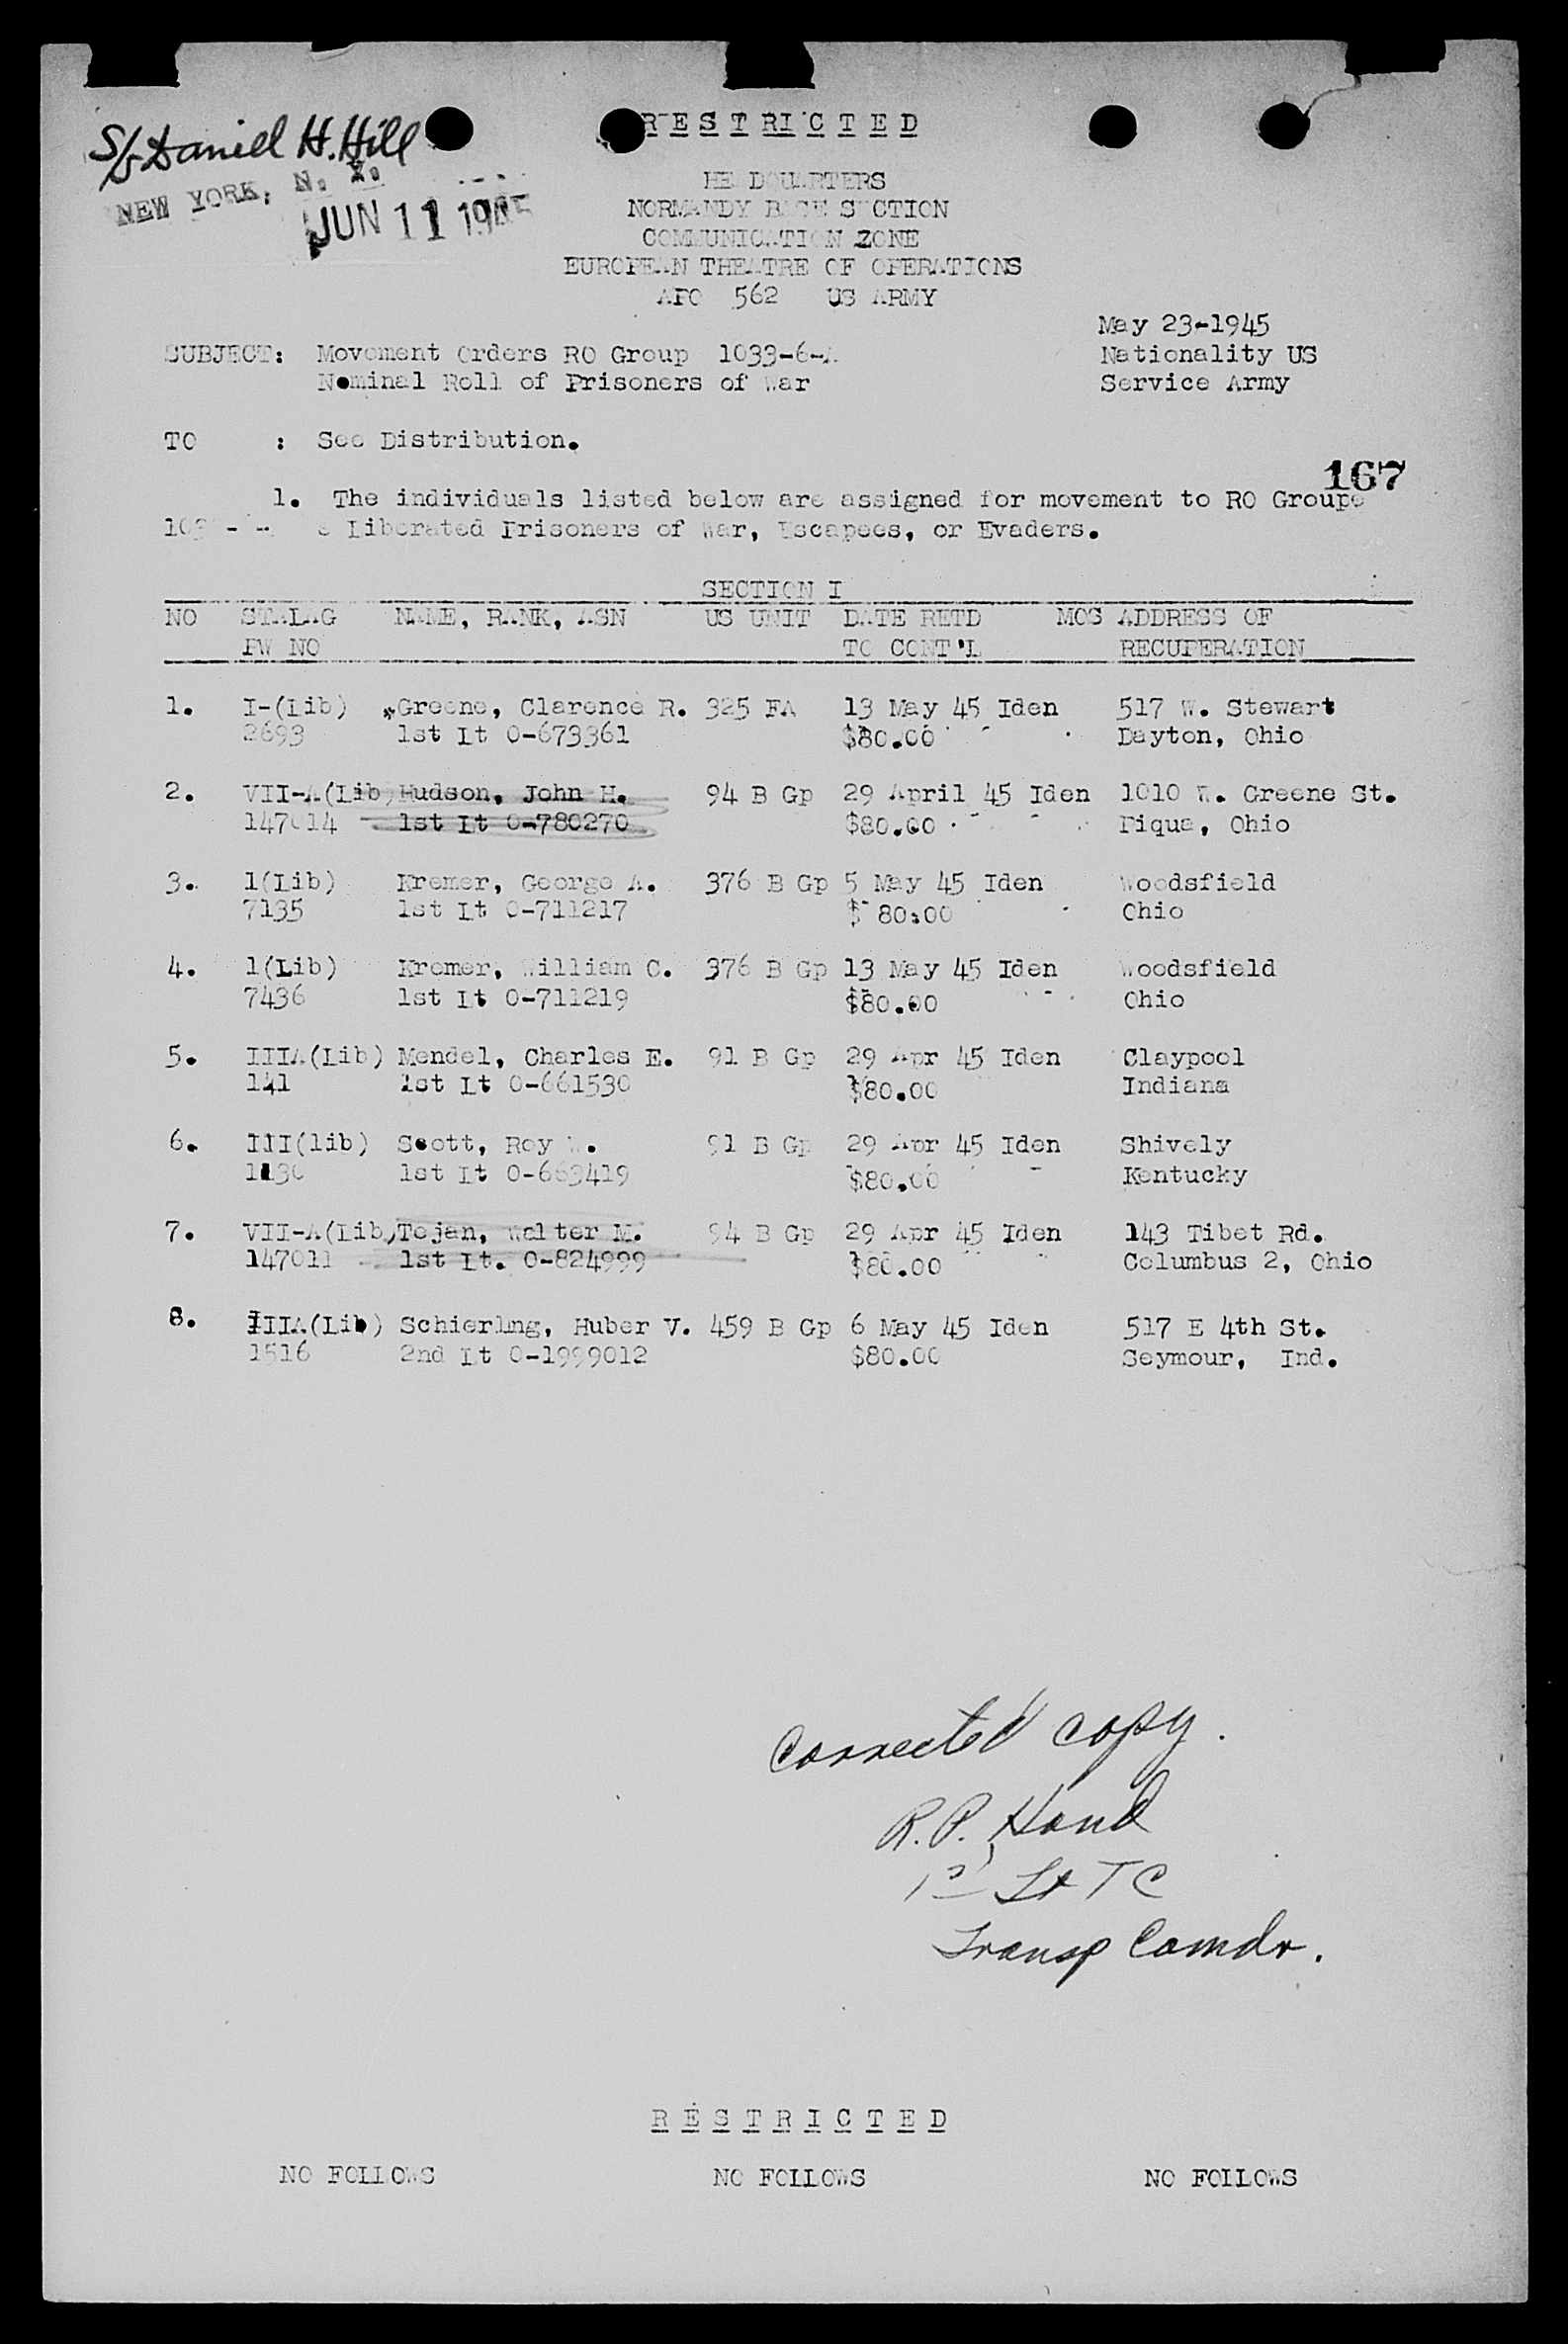 S/S Daniel H. Hill
NEW YORK, N. Y.
JUN 11 1945
RESTRICTED
HEADQUARTERS
NORMANDY BASE SECTION
COMMUNICATION ZONE
EUROPEAN THEATRE OF OPERATIONS
APO 562 US ARMY
May 23-1945
SUBJECT: Movement Orders RO Group 1033-6-A Nationality US
Nominal Roll of Prisoners of War Service Army
TO : See Distribution.
167
1. The individuals listed below are assigned for movement to RO Groups
Liberated Prisoners of War, Escapees, or Evaders.
SECTION I
NO STALAG NAME, RANK, ASN US UNIT DATE RETD MOS ADDRESS OF
PW NO TO CONT'L RECUPERATION
1. I-(Lib) *Greene, Clarence R. 325 FA 13 May 45 Iden 517 W. Stewart
2693 1st Lt O-673361 $80.00 Dayton, Ohio
2. VII-A(Lib) Hudson, John H. 94 B Gp 29 April 45 Iden 1010 W. Greene St.
147014 1st Lt O-780270 $80.00 Piqua, Ohio
3. 1(Lib) Kremer, George A. 376 B Gp 5 May 45 Iden Woodsfield
7135 1st Lt O-711217 $ 80:00 Ohio
4. 1(Lib) Kremer, William C. 376 B Gp 13 May 45 Iden Woodsfield
7436 1st Lt O-711219 $80.00 Ohio
5. IIIA(Lib) Mendel, Charles E. 91 B Gp 29 Apr 45 Iden Claypool
141 1st Lt O-661530 $80.00 Indiana
6. III(lib) Scott, Roy W. 91 B Gp 29 Apr 45 Iden Shively
1st Lt O-663419 $80.00 Kentucky
7. VII-A(Lib) Tejan, Walter M. 94 B Gp 29 Apr 45 Iden 143 Tibet Rd.
147011 1st Lt. O-824999 $80.00 Columbus 2, Ohio
8. IIIA(Lib) Schierlmg, Huber V. 459 B Gp 6 May 45 Iden 517 E 4th St.
1516 2nd Lt O-1999012 $80.00 Seymour, Ind.
Corrected copy.
R.P. Hand
1st Lt TC
Transp Comdr.
RESTRICTED
NO FOLLOWS NO FOLLOWS NO FOLLOWS